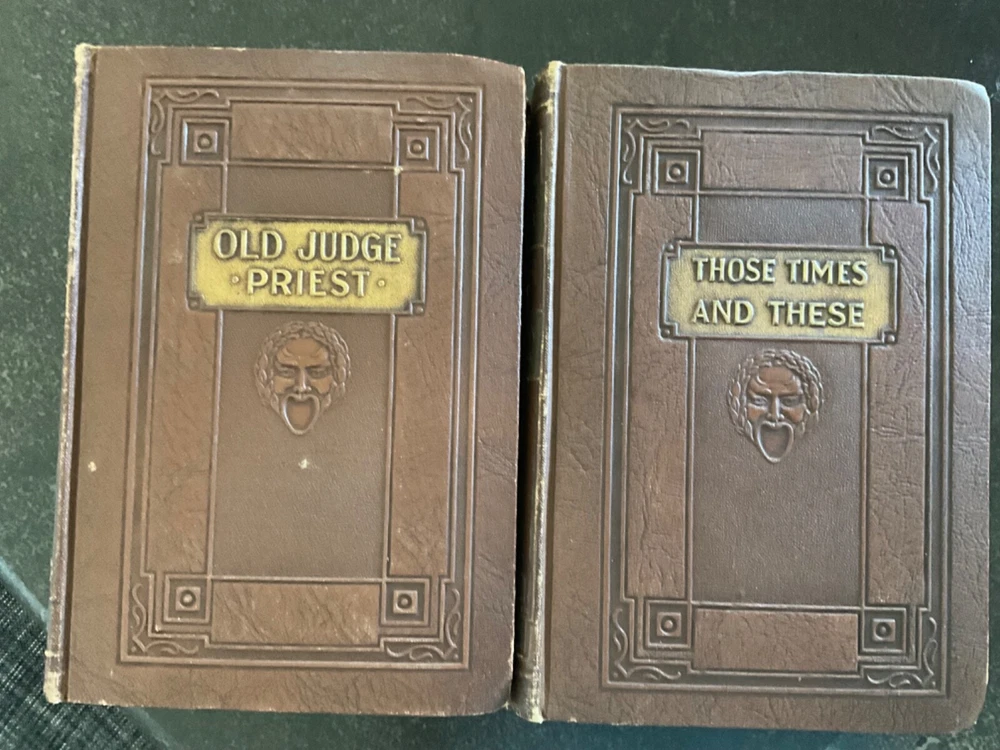 OLD JUDGE
·PRIEST·
THOSE TIMES
AND THESE